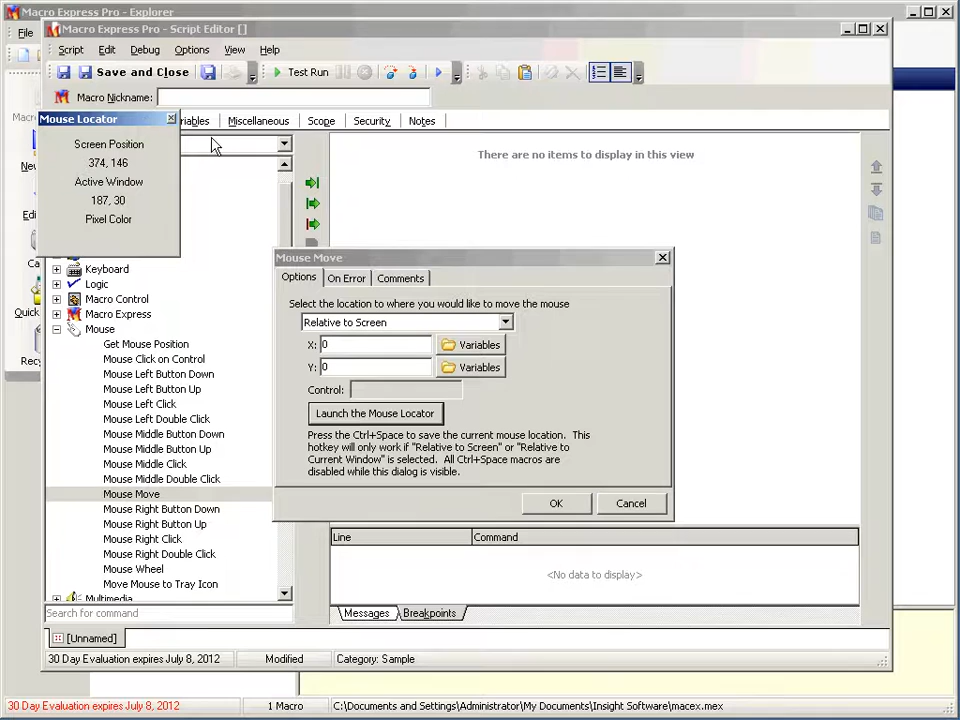 Macro Express Pro - Explorer
File
Macro Express Pro - Script Editor []
Script Edit Debug Options View Help
Save and Close Test Run
Macro Nickname:
Mouse Locator
Screen Position
374, 146
Active Window
187, 30
Pixel Color
Miscellaneous Scope Security Notes
There are no items to display in this view
Keyboard
Logic
Macro Control
Macro Express
Mouse
Get Mouse Position
Mouse Click on Control
Mouse Left Button Down
Mouse Left Button Up
Mouse Left Click
Mouse Left Double Click
Mouse Middle Button Down
Mouse Middle Button Up
Mouse Middle Click
Mouse Middle Double Click
Mouse Move
Mouse Right Button Down
Mouse Right Button Up
Mouse Right Click
Mouse Right Double Click
Mouse Wheel
Move Mouse to Tray Icon
Multimedia
Search for command
Mouse Move
Options On Error Comments
Select the location to where you would like to move the mouse
Relative to Screen
X: 0 Variables
Y: 0 Variables
Control:
Launch the Mouse Locator
Press the Ctrl+Space to save the current mouse location. This
hotkey will only work if "Relative to Screen" or "Relative to
Current Window" is selected. All Ctrl+Space macros are
disabled while this dialog is visible.
OK Cancel
Line Command
<No data to display>
Messages Breakpoints
[Unnamed]
30 Day Evaluation expires July 8, 2012 Modified Category: Sample
30 Day Evaluation expires July 8, 2012 1 Macro C:\Documents and Settings\Administrator\My Documents\Insight Software\macex.mex